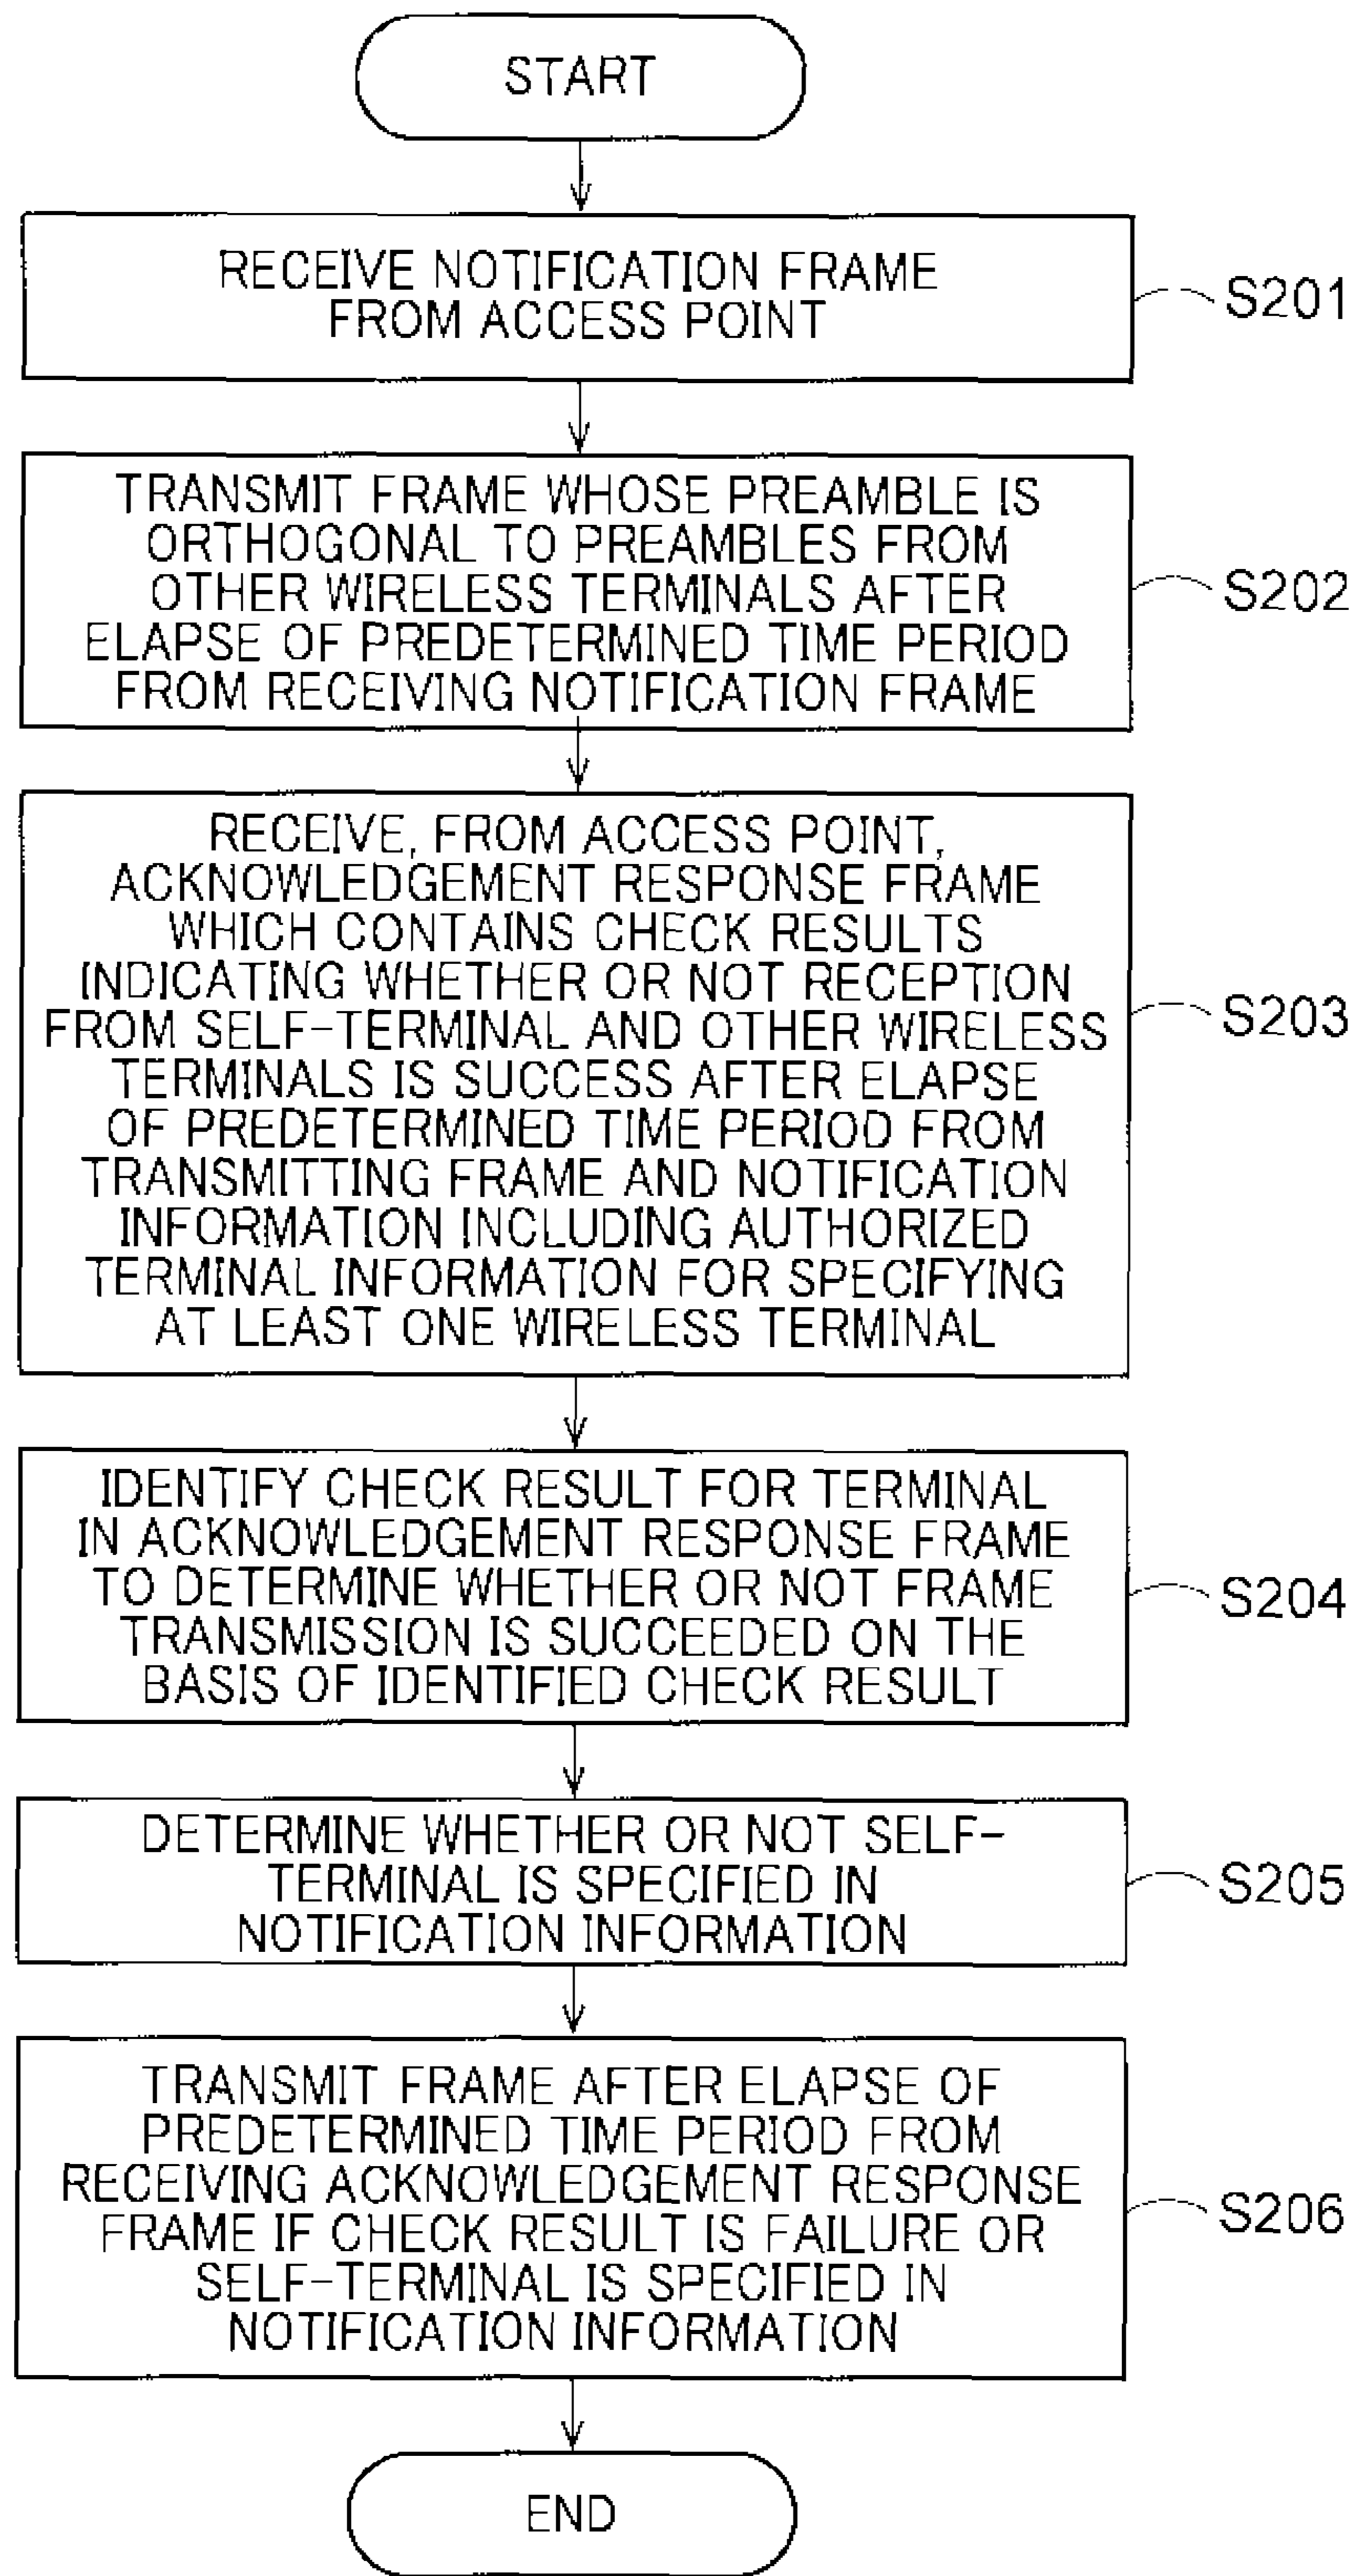 START
RECEIVE NOTIFICATION FRAME
FROM ACCESS POINT
S201
TRANSMIT FRAME WHOSE PREAMBLE IS
ORTHOGONAL TO PREAMBLES FROM
OTHER WIRELESS TERMINALS AFTER
ELAPSE OF PREDETERMINED TIME PERIOD
FROM RECEIVING NOTIFICATION FRAME
S202
RECEIVE, FROM ACCESS POINT,
ACKNOWLEDGEMENT RESPONSE FRAME
WHICH CONTAINS CHECK RESULTS
INDICATING WHETHER OR NOT RECEPTION
FROM SELF-TERMINAL AND OTHER WIRELESS
TERMINALS IS SUCCESS AFTER ELAPSE
OF PREDETERMINED TIME PERIOD FROM
TRANSMITTING FRAME AND NOTIFICATION
INFORMATION INCLUDING AUTHORIZED
TERMINAL INFORMATION FOR SPECIFYING
AT LEAST ONE WIRELESS TERMINAL
S203
IDENTIFY CHECK RESULT FOR TERMINAL
IN ACKNOWLEDGEMENT RESPONSE FRAME
TO DETERMINE WHETHER OR NOT FRAME
TRANSMISSION IS SUCCEEDED ON THE
BASIS OF IDENTIFIED CHECK RESULT
S204
DETERMINE WHETHER OR NOT SELF-
TERMINAL IS SPECIFIED IN
NOTIFICATION INFORMATION
S205
TRANSMIT FRAME AFTER ELAPSE OF
PREDETERMINED TIME PERIOD FROM
RECEIVING ACKNOWLEDGEMENT RESPONSE
FRAME IF CHECK RESULT IS FAILURE OR
SELF-TERMINAL IS SPECIFIED IN
NOTIFICATION INFORMATION
S206
END